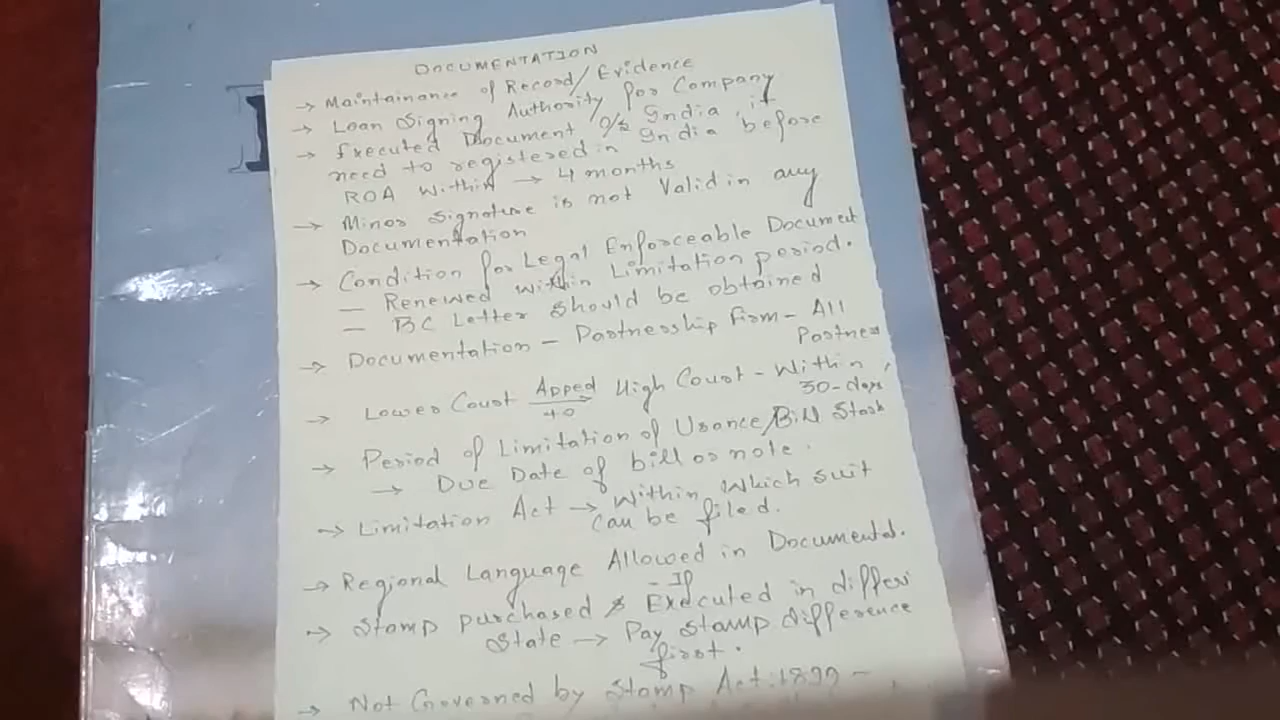 DOCUMENTATION
→ Maintainance of Record/Evidence
→ Loan Signing Authority for Company
→ Executed Document o/s India if
need to registered in India before
ROA Within → 4 months
→ Minor Signature is not Valid in any
Documentation
→ Condition for Legal Enforceable Document
— Renewed within Limitation period.
— BC Letter should be obtained
→ Documentation - Partnership firm - All
Partner
→ Lower Court Apped High Court - Within
to 30-days
→ Period of Limitation of Usance/Bill Stash
→ Due Date of bill or note.
→ Limitation Act → Within Which suit
can be filed.
→ Regional Language Allowed in Documental.
- If
→ Stamp purchased & Executed in differ
State → Pay Stamp difference
first.
→ Not Governed by Stamp Act:1899 -